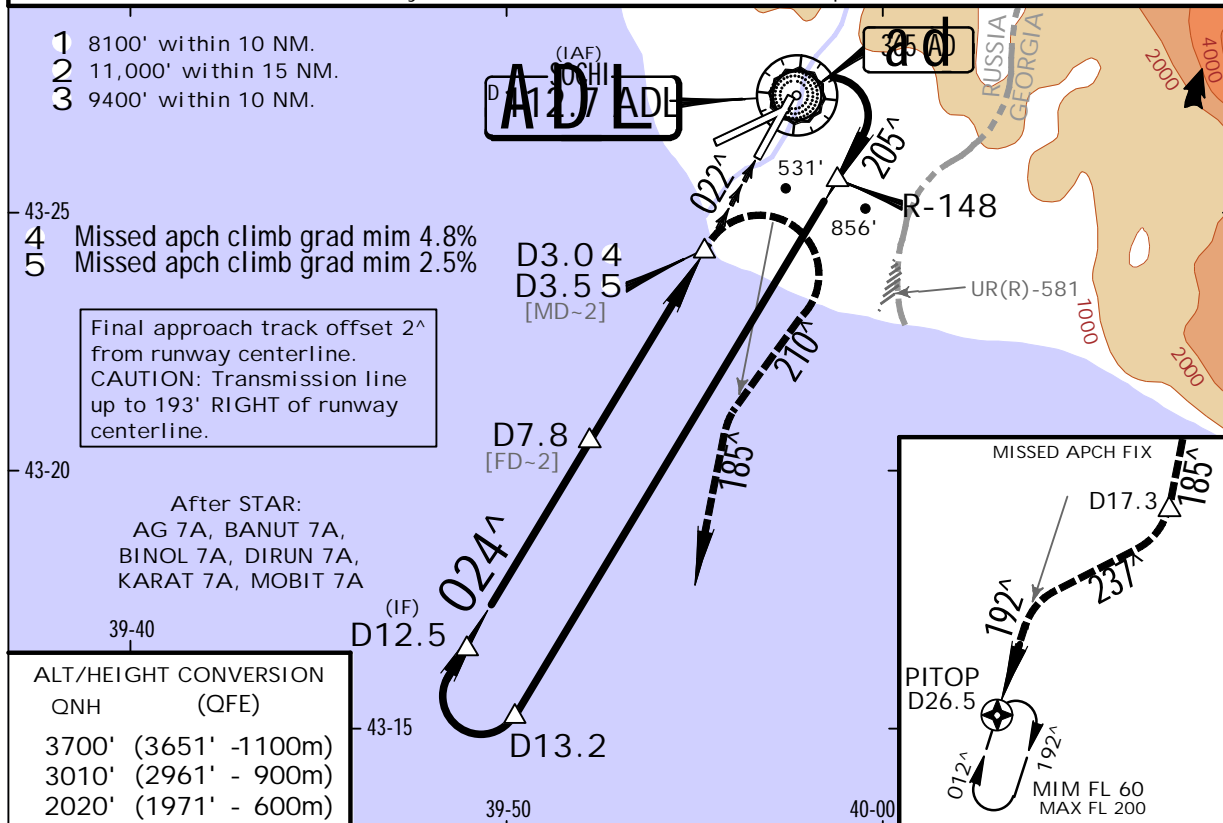 1 8100' within 10 NM.
2 11,000' within 15 NM.
3 9400' within 10 NM.
(IAF)
SOCHI
D 112.7 ADL
ADL
ad
RUSSIA
GEORGIA
2000
4000
205^
022^
531'
856'
R-148
43-25
4 Missed apch climb grad mim 4.8%
5 Missed apch climb grad mim 2.5%
D3.0 4
D3.5 5
[MD~2]
UR(R)-581
1000
2000
Final approach track offset 2^
from runway centerline.
CAUTION: Transmission line
up to 193' RIGHT of runway
centerline.
210^
D7.8
[FD~2]
185^
43-20
After STAR:
AG 7A, BANUT 7A,
BINOL 7A, DIRUN 7A,
KARAT 7A, MOBIT 7A
024^
(IF)
D12.5
39-40
D13.2
43-15
39-50
40-00
ALT/HEIGHT CONVERSION
QNH (QFE)
3700' (3651' -1100m)
3010' (2961' - 900m)
2020' (1971' - 600m)
MISSED APCH FIX
185^
D17.3
237^
192^
PITOP
D26.5
012^
192^
MIM FL 60
MAX FL 200